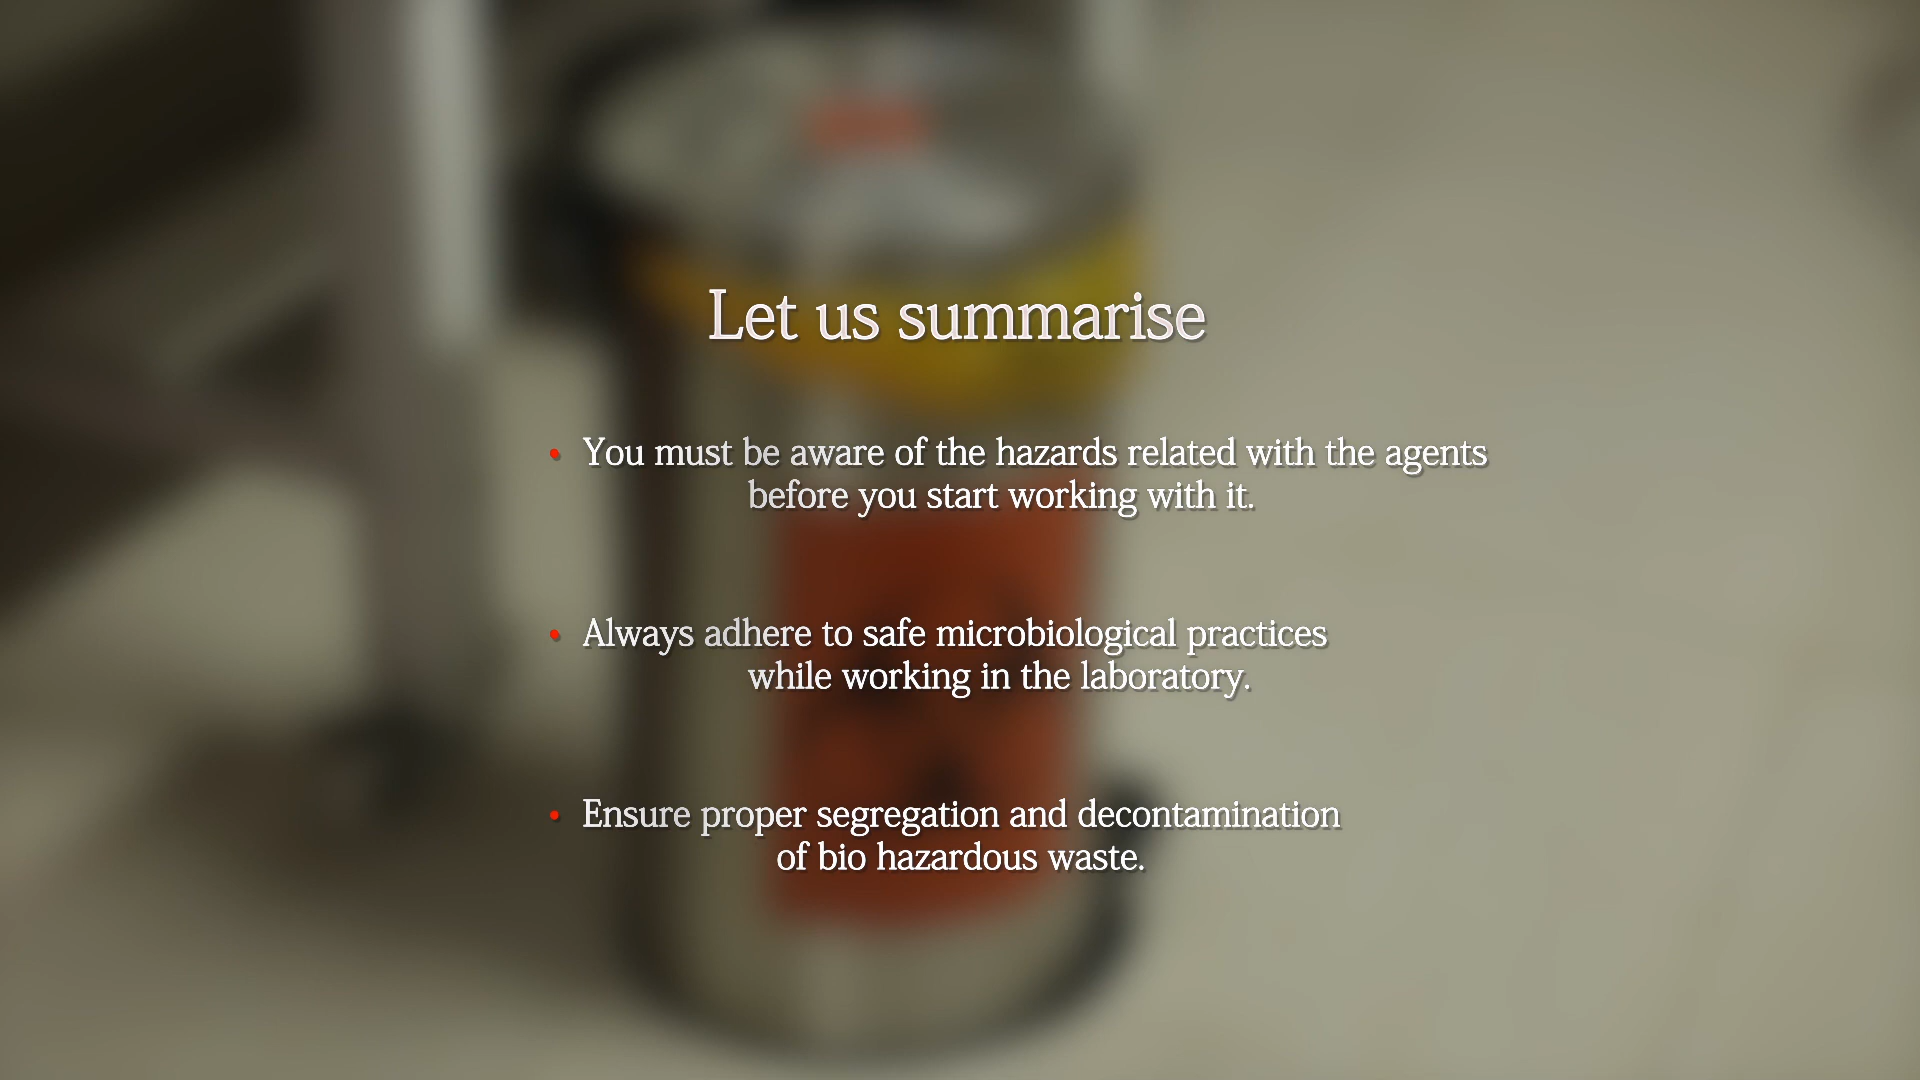 Let us summarise
• You must be aware of the hazards related with the agents
before you start working with it.
• Always adhere to safe microbiological practices
while working in the laboratory.
• Ensure proper segregation and decontamination
of bio hazardous waste.